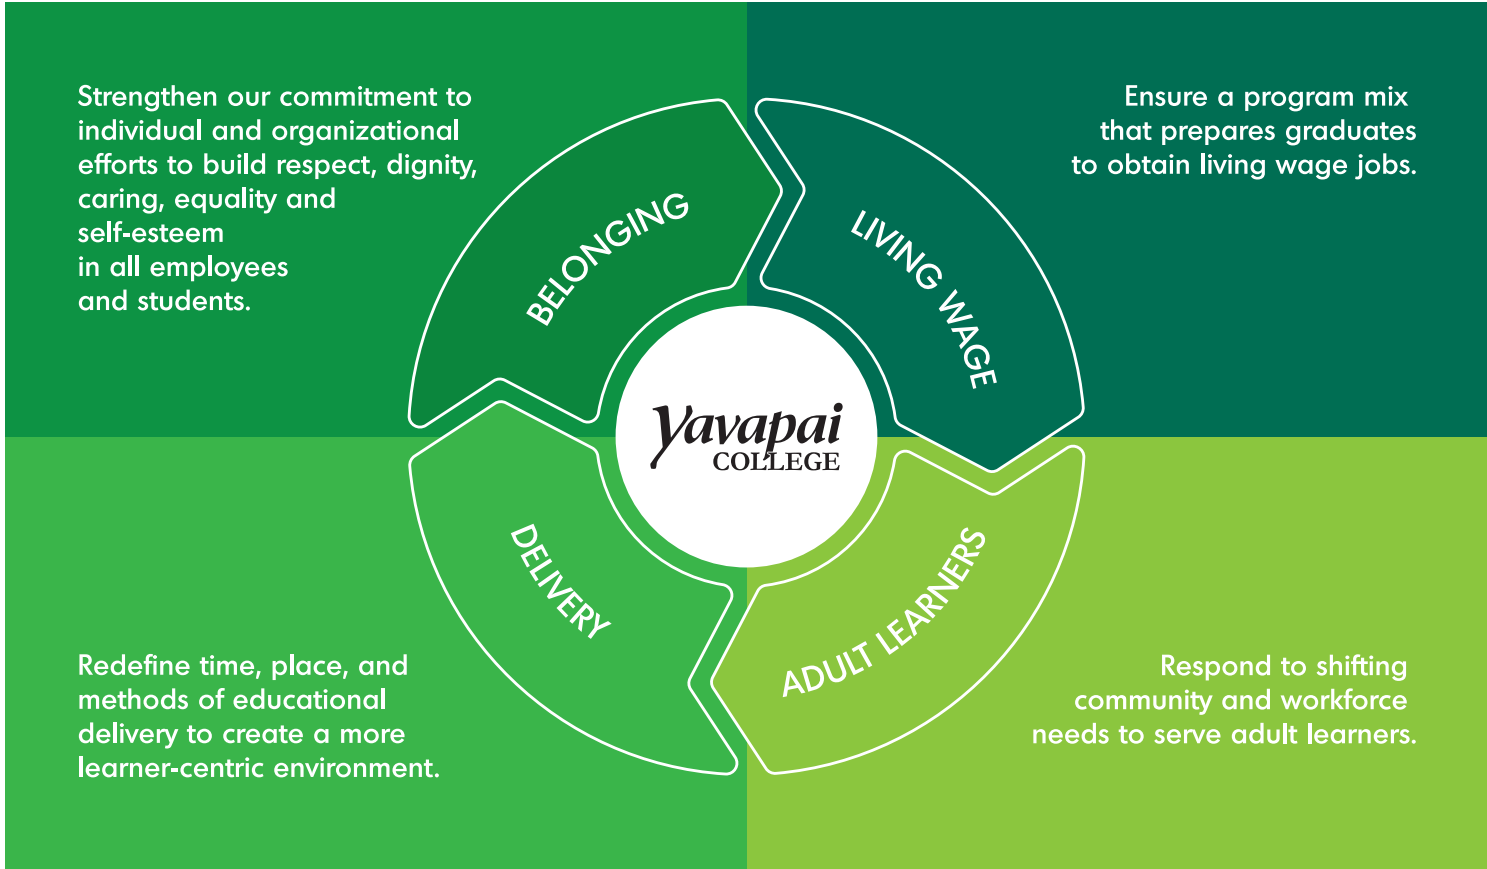 Strengthen our commitment to
individual and organizational
efforts to build respect, dignity,
caring, equality and
self-esteem
in all employees
and students.
BELONGING
Ensure a program mix
that prepares graduates
to obtain living wage jobs.
LIVING WAGE
Yavapai
COLLEGE
DELIVERY
Redefine time, place, and
methods of educational
delivery to create a more
learner-centric environment.
ADULT LEARNERS
Respond to shifting
community and workforce
needs to serve adult learners.